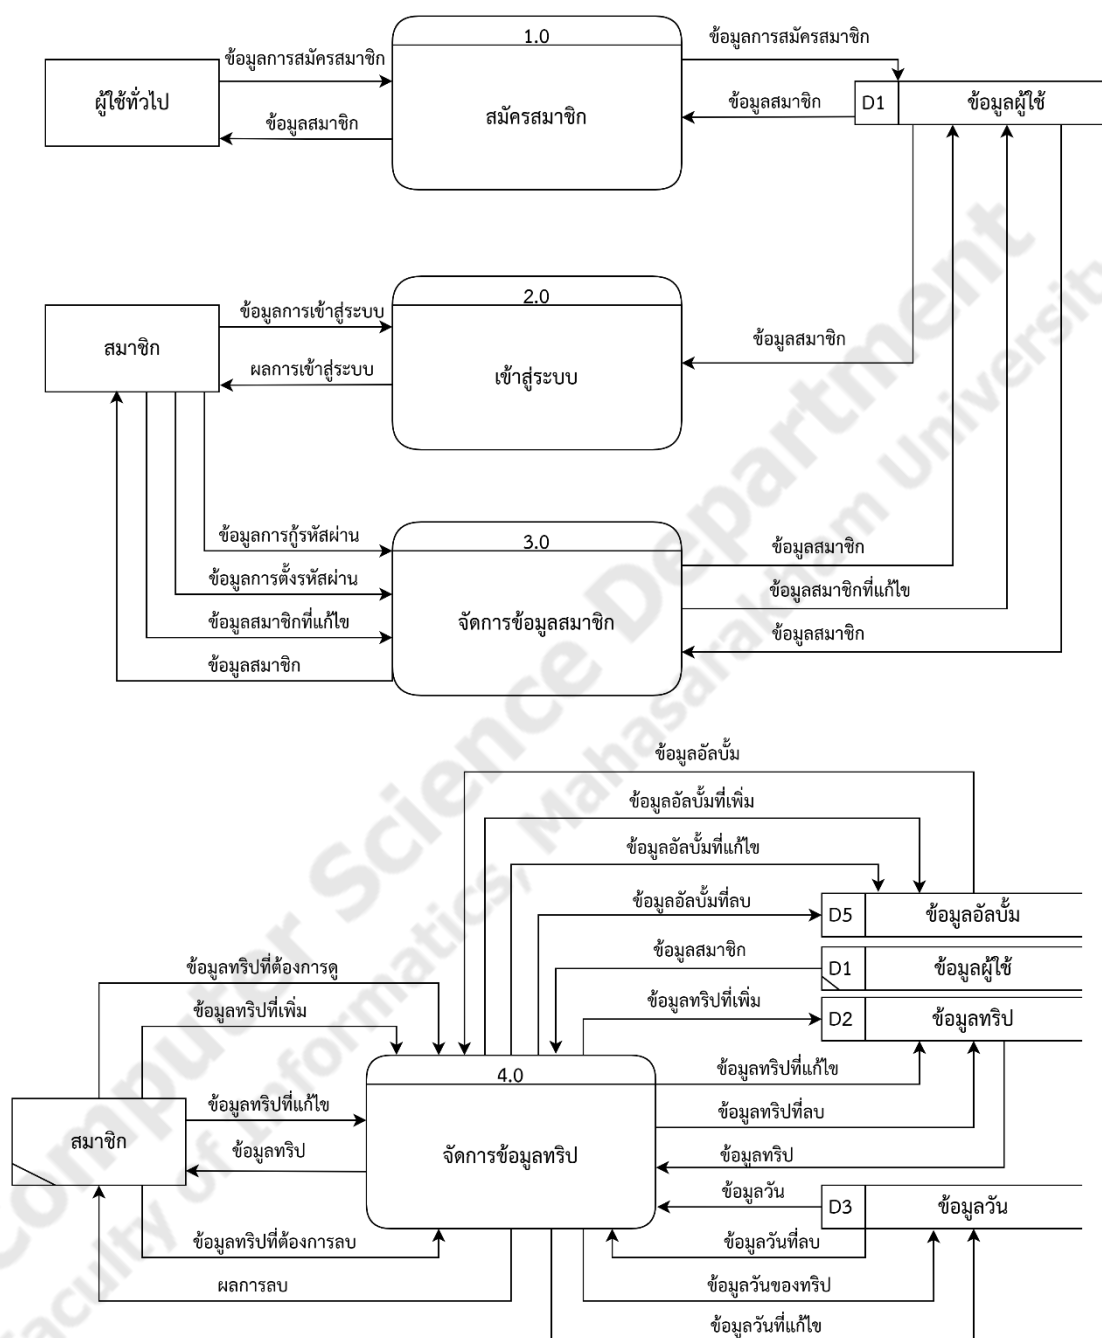 1.0
ข้อมูลการสมัครสมาชิก
ข้อมูลการสมัครสมาชิก
ผู้ใช้ทั่วไป
สมัครสมาชิก
ข้อมูลสมาชิก
D1
ข้อมูลผู้ใช้
ข้อมูลสมาชิก
2.0
ข้อมูลการเข้าสู่ระบบ
สมาชิก
ข้อมูลสมาชิก
ผลการเข้าสู่ระบบ
เข้าสู่ระบบ
ข้อมูลการกู้รหัสผ่าน
3.0
ข้อมูลสมาชิก
ข้อมูลการตั้งรหัสผ่าน
ข้อมูลสมาชิกที่แก้ไข
ข้อมูลสมาชิกที่แก้ไข
จัดการข้อมูลสมาชิก
ข้อมูลสมาชิก
ข้อมูลสมาชิก
ข้อมูลอัลบั้ม
ข้อมูลอัลบั้มที่เพิ่ม
ข้อมูลอัลบั้มที่แก้ไข
ข้อมูลอัลบั้มที่ลบ
D5
ข้อมูลอัลบั้ม
ข้อมูลสมาชิก
D1
ข้อมูลผู้ใช้
ข้อมูลทริปที่ต้องการดู
ข้อมูลทริปที่เพิ่ม
ข้อมูลทริปที่เพิ่ม
D2
ข้อมูลทริป
4.0
ข้อมูลทริปที่แก้ไข
ข้อมูลทริปที่แก้ไข
ข้อมูลทริปที่ลบ
สมาชิก
ข้อมูลทริป
จัดการข้อมูลทริป
ข้อมูลทริป
ข้อมูลวัน
D3
ข้อมูลวัน
ข้อมูลทริปที่ต้องการลบ
ข้อมูลวันที่ลบ
ผลการลบ
ข้อมูลวันของทริป
ข้อมูลวันที่แก้ไข
Computer Science Department
Faculty of Informatics, Mahasarakham University